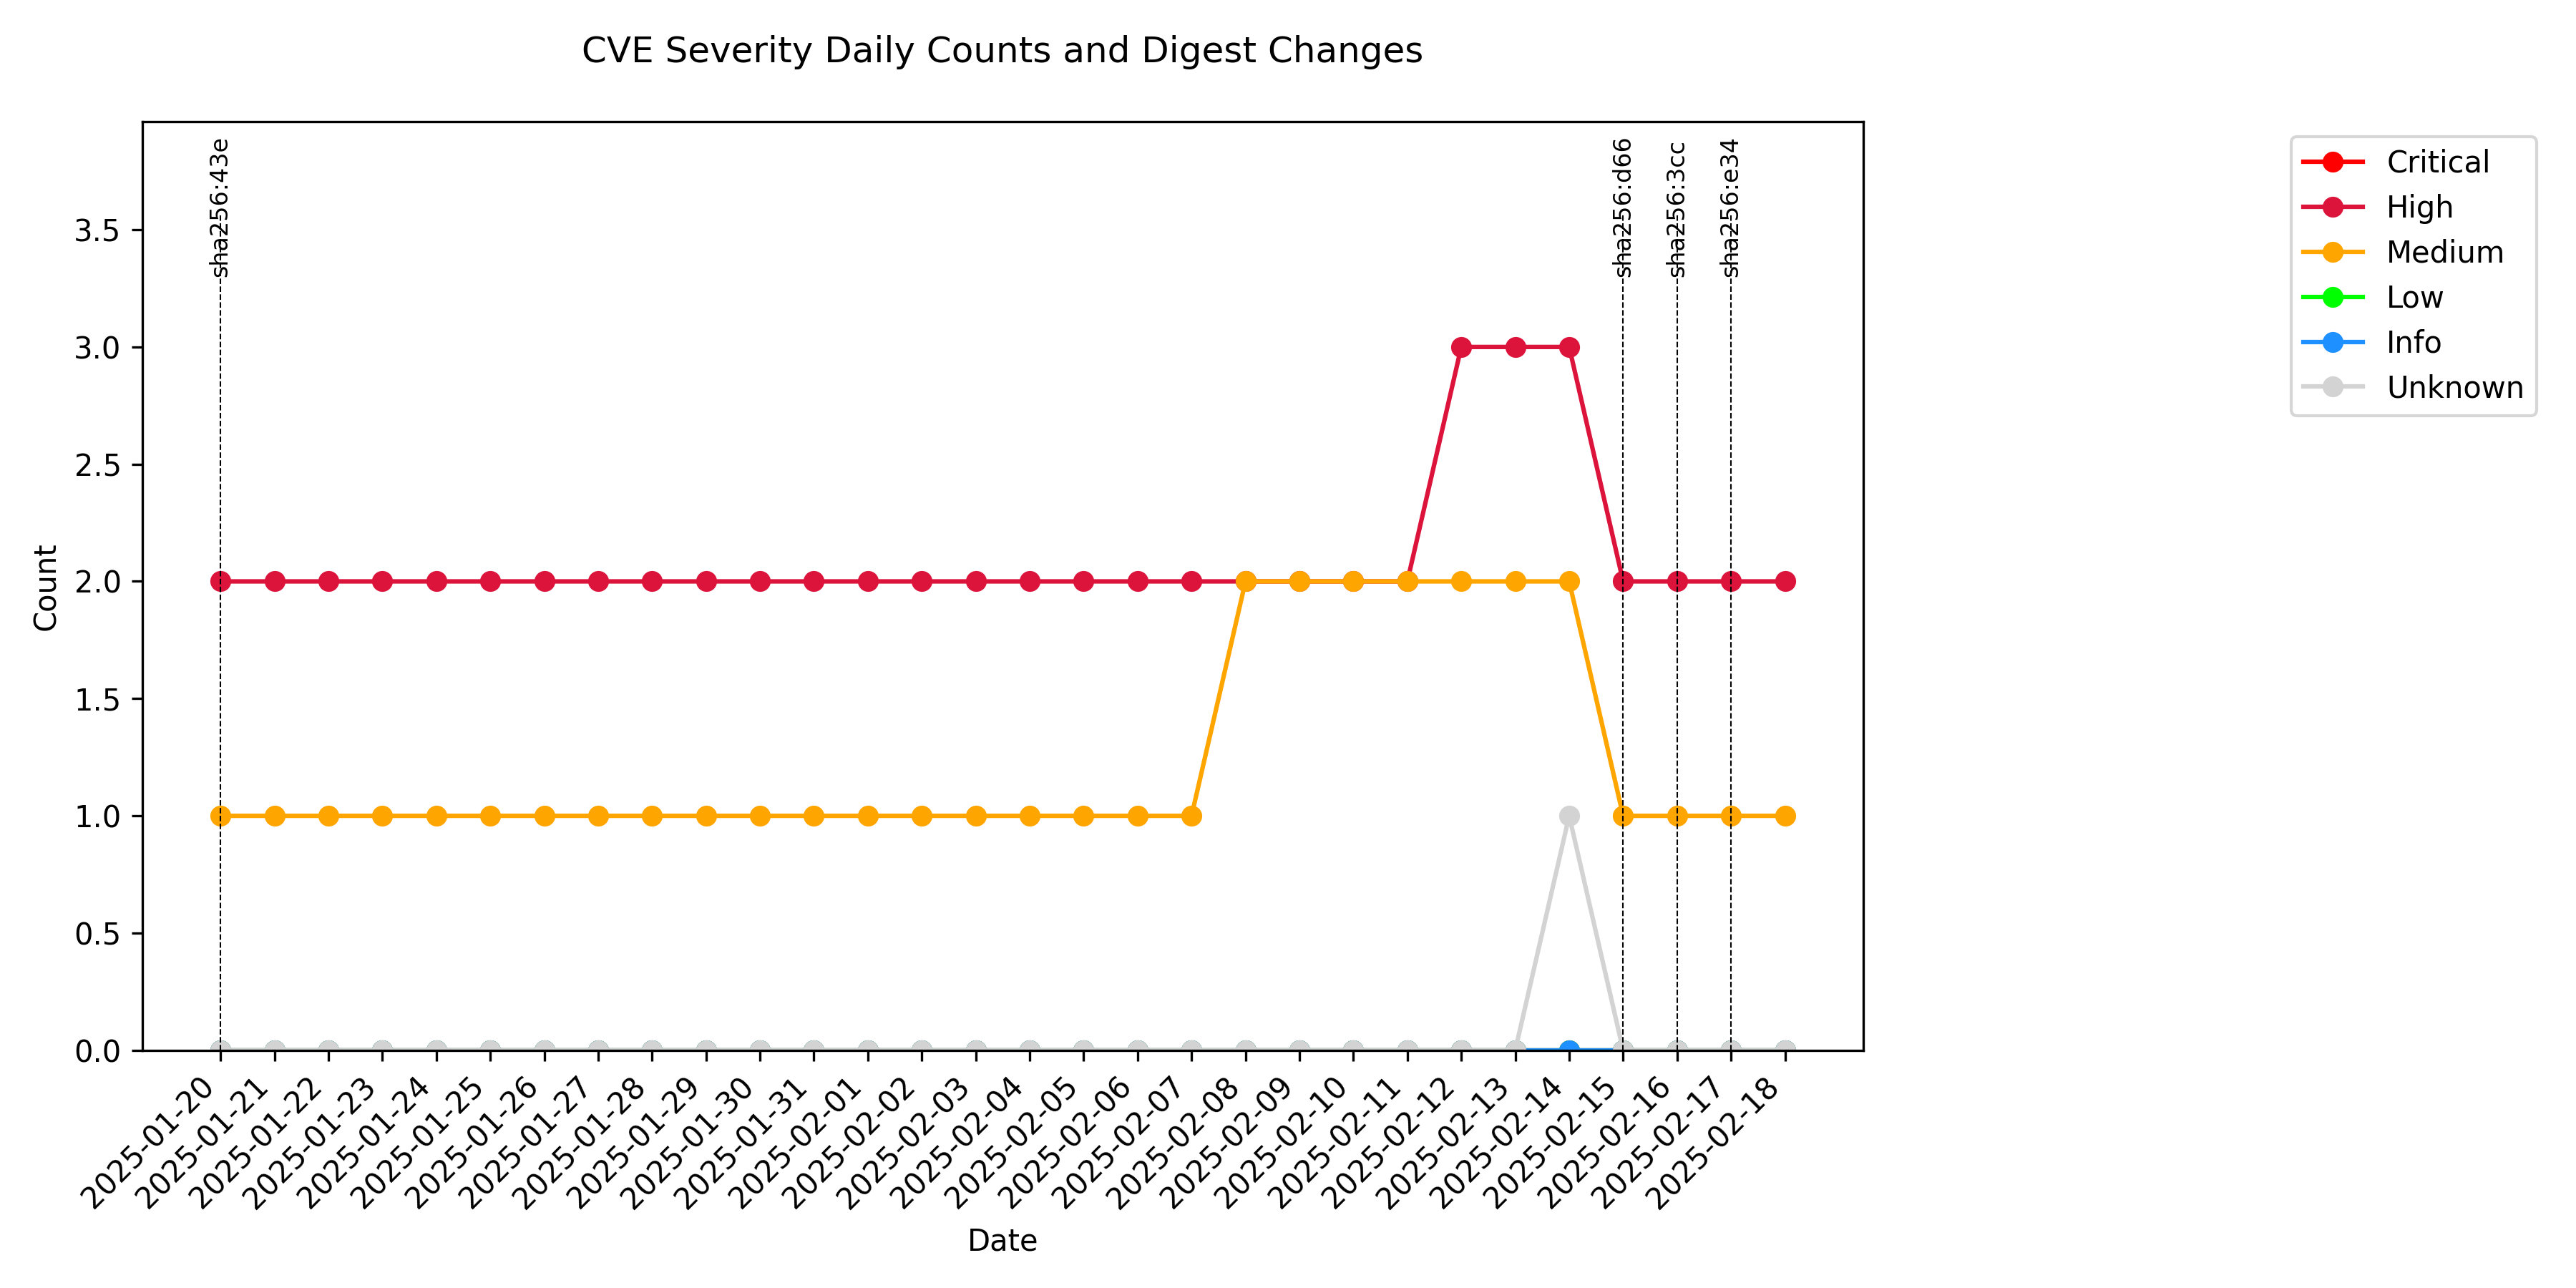 CVE Severity Daily Counts and Digest Changes
sha256:43e
sha256:d66
sha256:3cc
sha256:e34
Critical
High
Medium
Low
Info
Unknown
Count
3.5
3.0
2.5
2.0
1.5
1.0
0.5
0.0
2025-01-20
2025-01-21
2025-01-22
2025-01-23
2025-01-24
2025-01-25
2025-01-26
2025-01-27
2025-01-28
2025-01-29
2025-01-30
2025-01-31
2025-02-01
2025-02-02
2025-02-03
2025-02-04
2025-02-05
2025-02-06
2025-02-07
2025-02-08
2025-02-09
2025-02-10
2025-02-11
2025-02-12
2025-02-13
2025-02-14
2025-02-15
2025-02-16
2025-02-17
2025-02-18
Date